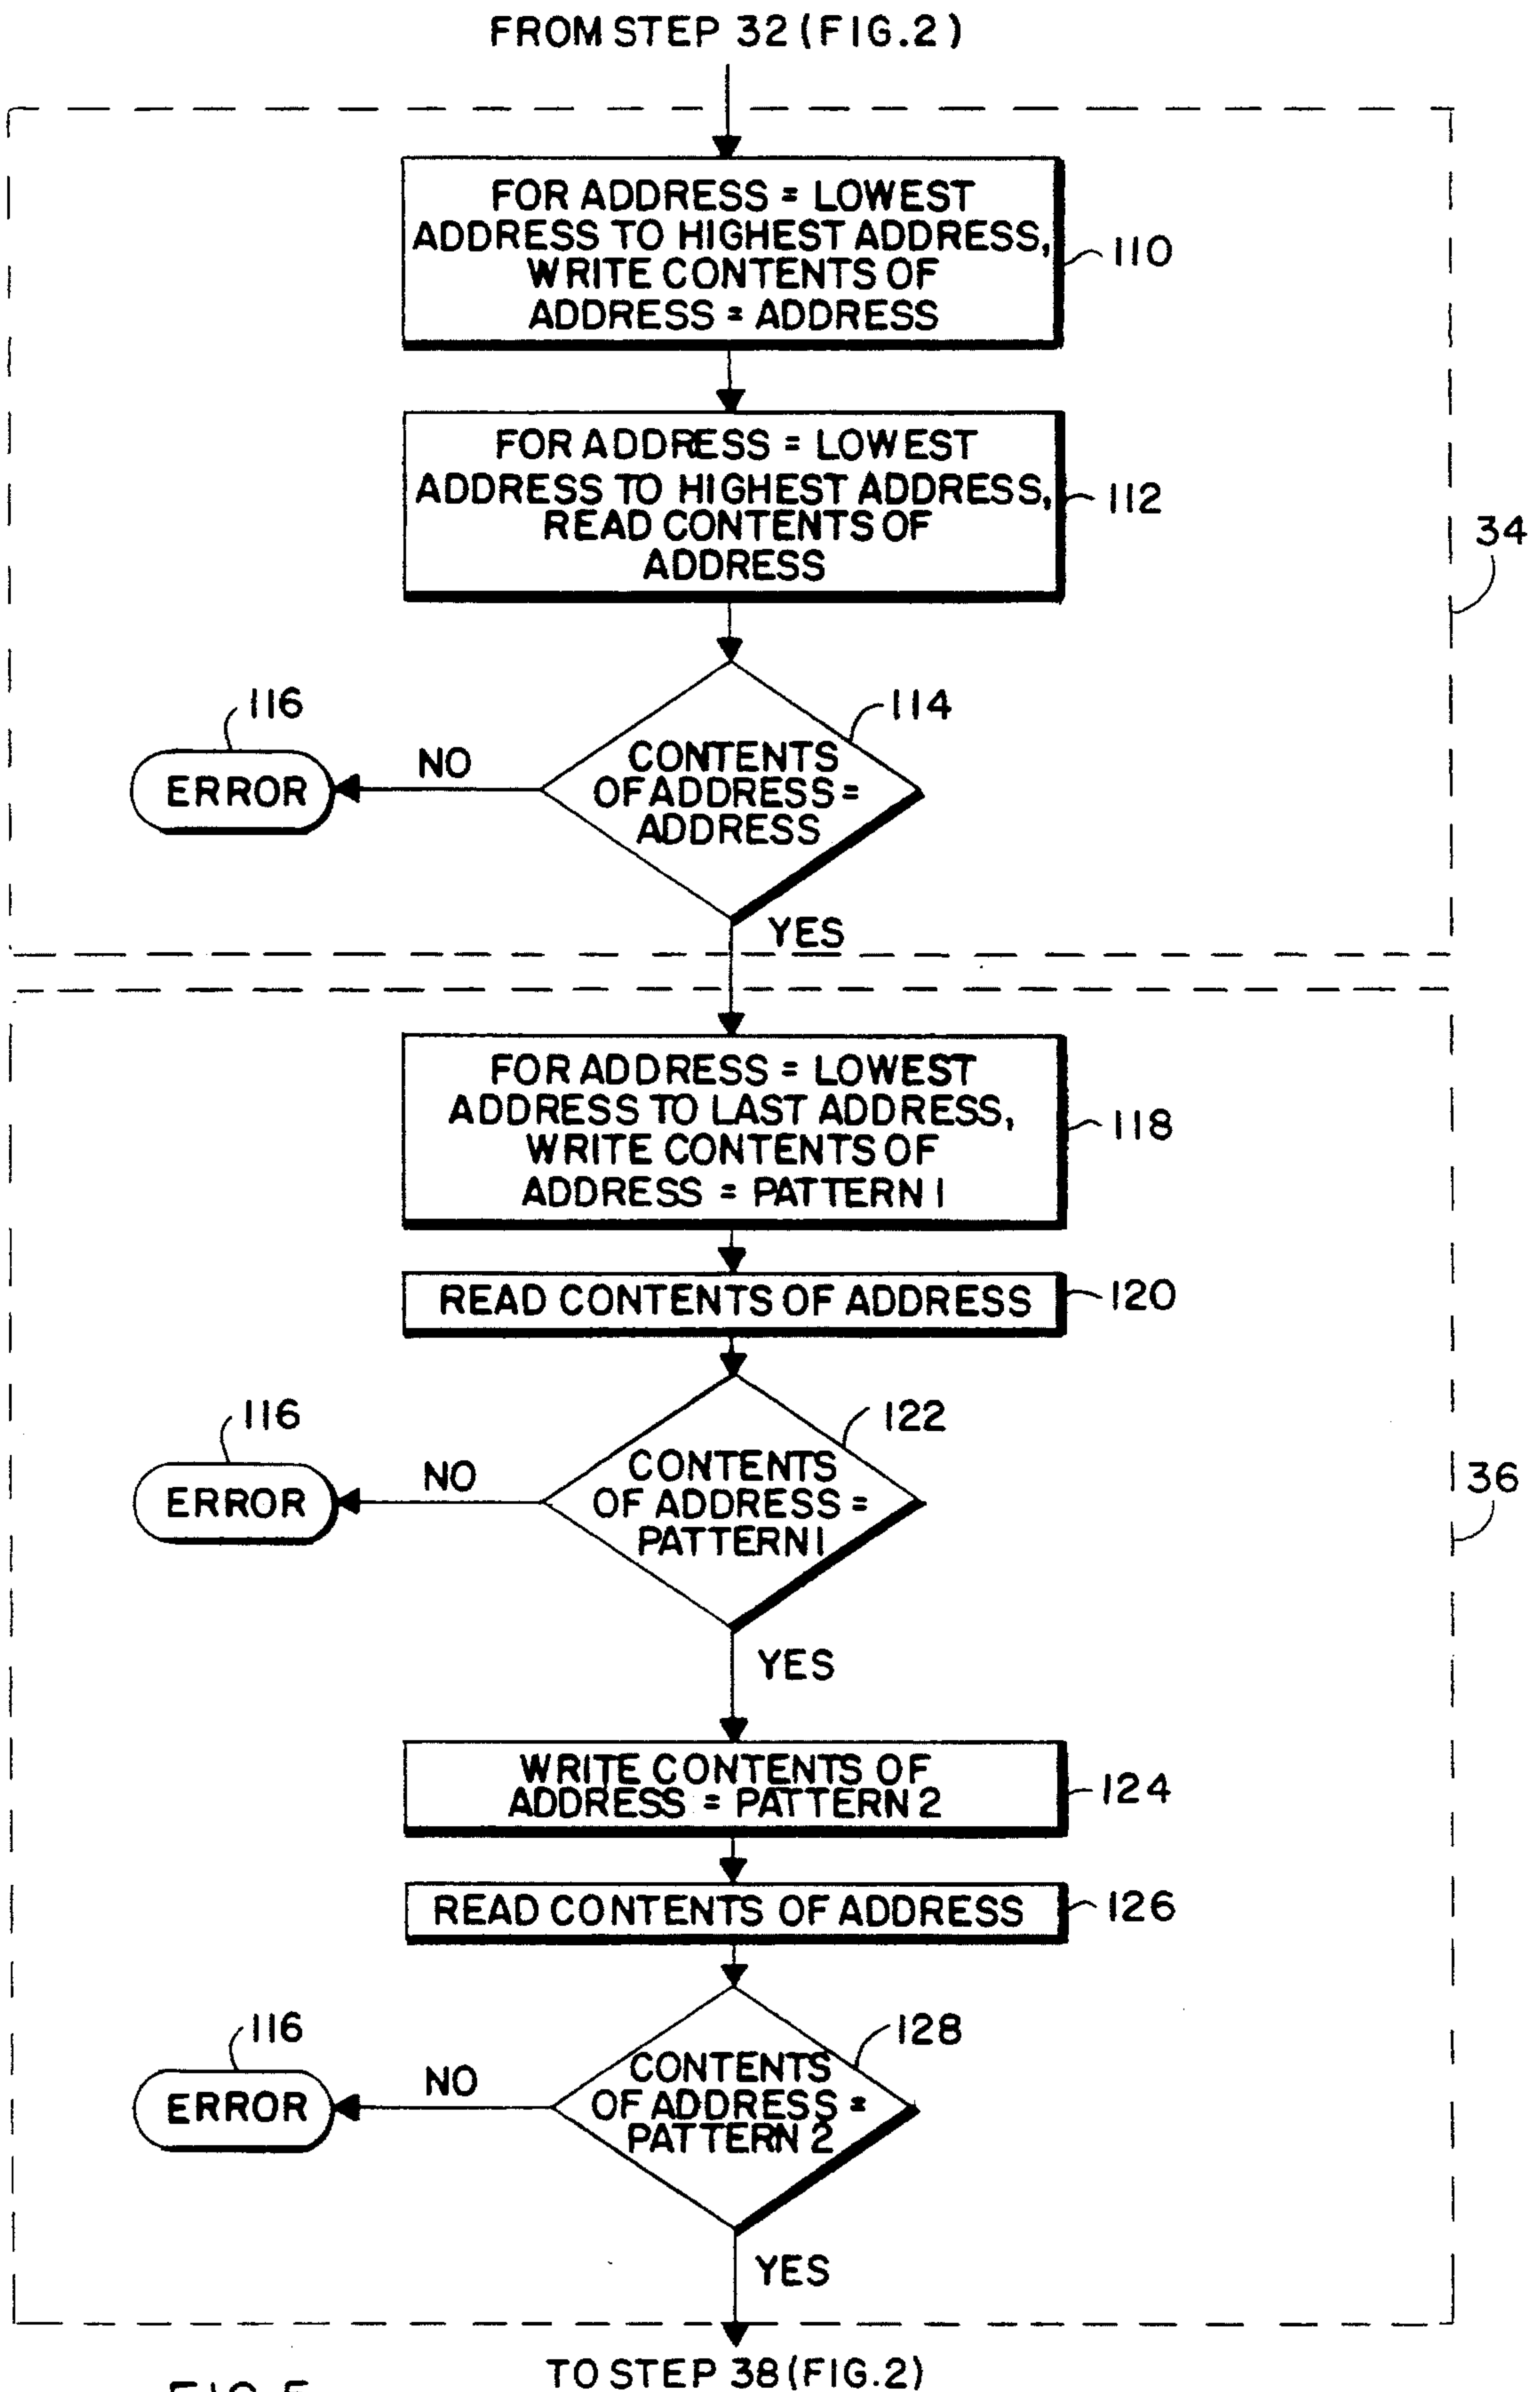 FROM STEP 32 (FIG.2)
FOR ADDRESS = LOWEST
ADDRESS TO HIGHEST ADDRESS,
WRITE CONTENTS OF
ADDRESS = ADDRESS
110
FOR ADDRESS = LOWEST
ADDRESS TO HIGHEST ADDRESS,
READ CONTENTS OF
ADDRESS
112
34
116
ERROR
NO
114
CONTENTS
OF ADDRESS =
ADDRESS
YES
FOR ADDRESS = LOWEST
ADDRESS TO LAST ADDRESS,
WRITE CONTENTS OF
ADDRESS = PATTERN 1
118
READ CONTENTS OF ADDRESS
120
116
ERROR
NO
122
CONTENTS
OF ADDRESS =
PATTERN 1
36
YES
WRITE CONTENTS OF
ADDRESS = PATTERN 2
124
READ CONTENTS OF ADDRESS
126
116
ERROR
NO
128
CONTENTS
OF ADDRESS =
PATTERN 2
YES
TO STEP 38 (FIG.2)